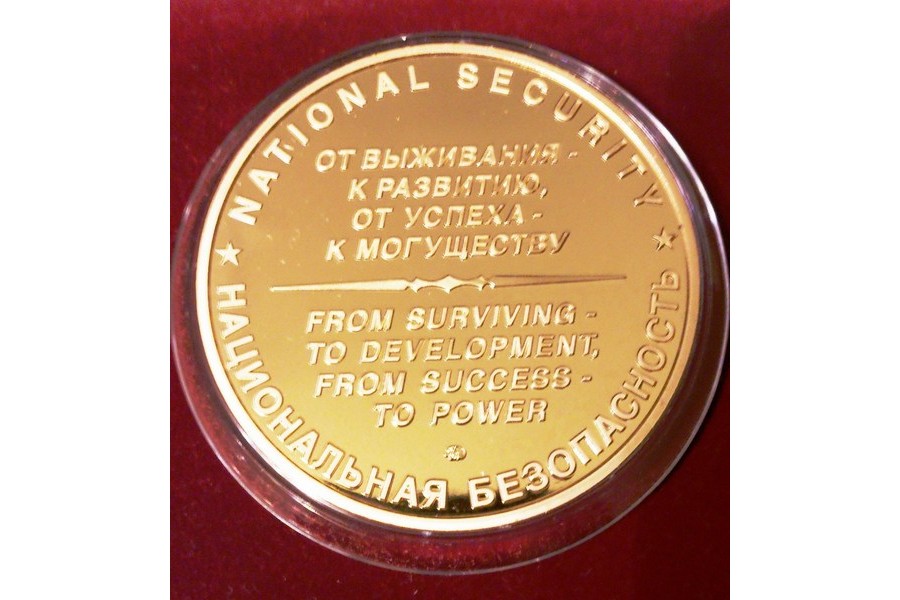 NATIONAL SECURITY
ОТ ВЫЖИВАНИЯ -
К РАЗВИТИЮ,
ОТ УСПЕХА -
К МОГУЩЕСТВУ
FROM SURVIVING -
TO DEVELOPMENT,
FROM SUCCESS -
TO POWER
НАЦИОНАЛЬНАЯ БЕЗОПАСНОСТЬ